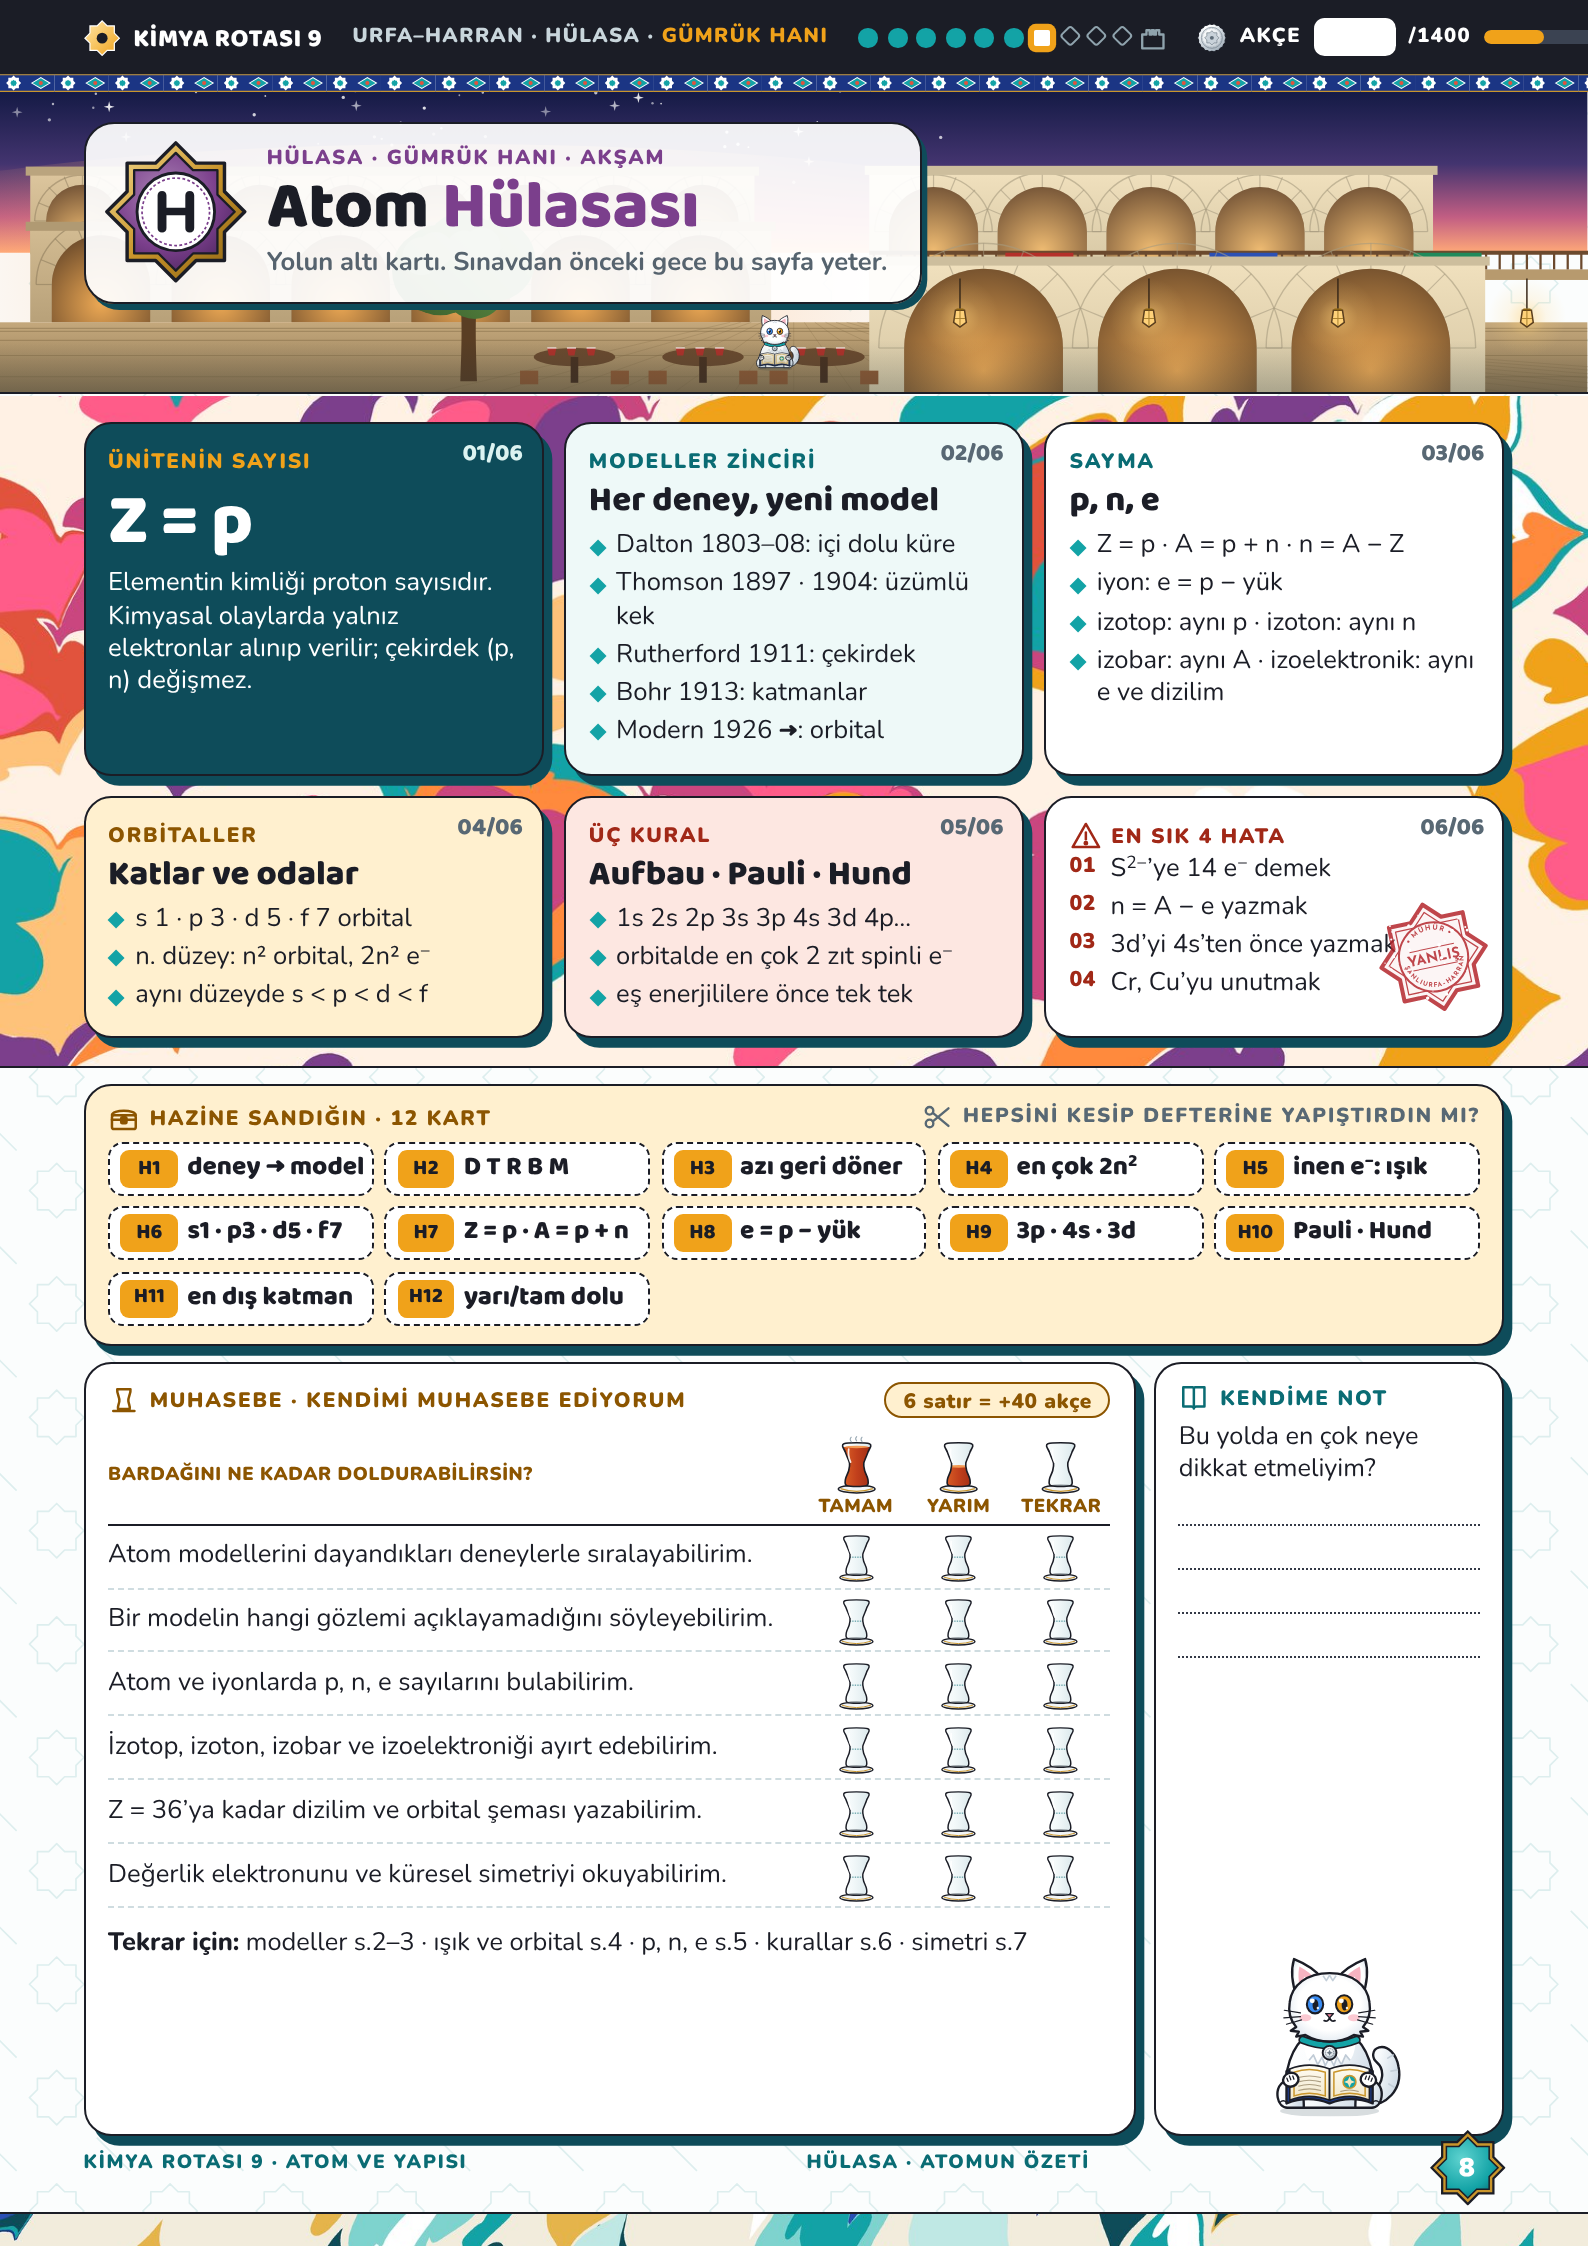 KİMYA ROTASI 9
URFA–HARRAN · HÜLASA · GÜMRÜK HANI
AKÇE /1400
HÜLASA · GÜMRÜK HANI · AKŞAM
H
Atom Hülasası
Yolun altı kartı. Sınavdan önceki gece bu sayfa yeter.
ÜNİTENİN SAYISI 01/06
Z = p
Elementin kimliği proton sayısıdır.
Kimyasal olaylarda yalnız
elektronlar alınıp verilir; çekirdek (p,
n) değişmez.
MODELLER ZİNCİRİ 02/06
Her deney, yeni model
Dalton 1803–08: içi dolu küre
Thomson 1897 · 1904: üzümlü
kek
Rutherford 1911: çekirdek
Bohr 1913: katmanlar
Modern 1926 →: orbital
SAYMA 03/06
p, n, e
Z = p · A = p + n · n = A − Z
iyon: e = p − yük
izotop: aynı p · izoton: aynı n
izobar: aynı A · izoelektronik: aynı
e ve dizilim
ORBİTALLER 04/06
Katlar ve odalar
s 1 · p 3 · d 5 · f 7 orbital
n. düzey: n² orbital, 2n² e⁻
aynı düzeyde s < p < d < f
ÜÇ KURAL 05/06
Aufbau · Pauli · Hund
1s 2s 2p 3s 3p 4s 3d 4p...
orbitalde en çok 2 zıt spinli e⁻
eş enerjililere önce tek tek
EN SIK 4 HATA 06/06
01 S²⁻’ye 14 e⁻ demek
02 n = A − e yazmak
03 3d’yi 4s’ten önce yazmak
04 Cr, Cu’yu unutmak
MÜHÜR
YANLIŞ
ŞANLIURFA-HARRAN
HAZİNE SANDIĞIN · 12 KART
HEPSİNİ KESİP DEFTERİNE YAPIŞTIRDIN MI?
H1 deney → model
H2 D T R B M
H3 azı geri döner
H4 en çok 2n²
H5 inen e⁻: ışık
H6 s1 · p3 · d5 · f7
H7 Z = p · A = p + n
H8 e = p − yük
H9 3p · 4s · 3d
H10 Pauli · Hund
H11 en dış katman
H12 yarı/tam dolu
MUHASEBE · KENDİMİ MUHASEBE EDİYORUM
6 satır = +40 akçe
BARDAĞINI NE KADAR DOLDURABİLİRSİN?
TAMAM YARIM TEKRAR
Atom modellerini dayandıkları deneylerle sıralayabilirim.
Bir modelin hangi gözlemi açıklayamadığını söyleyebilirim.
Atom ve iyonlarda p, n, e sayılarını bulabilirim.
İzotop, izoton, izobar ve izoelektroniği ayırt edebilirim.
Z = 36’ya kadar dizilim ve orbital şeması yazabilirim.
Değerlik elektronunu ve küresel simetriyi okuyabilirim.
Tekrar için: modeller s.2–3 · ışık ve orbital s.4 · p, n, e s.5 · kurallar s.6 · simetri s.7
KENDİME NOT
Bu yolda en çok neye
dikkat etmeliyim?
KİMYA ROTASI 9 · ATOM VE YAPISI
HÜLASA · ATOMUN ÖZETİ
8